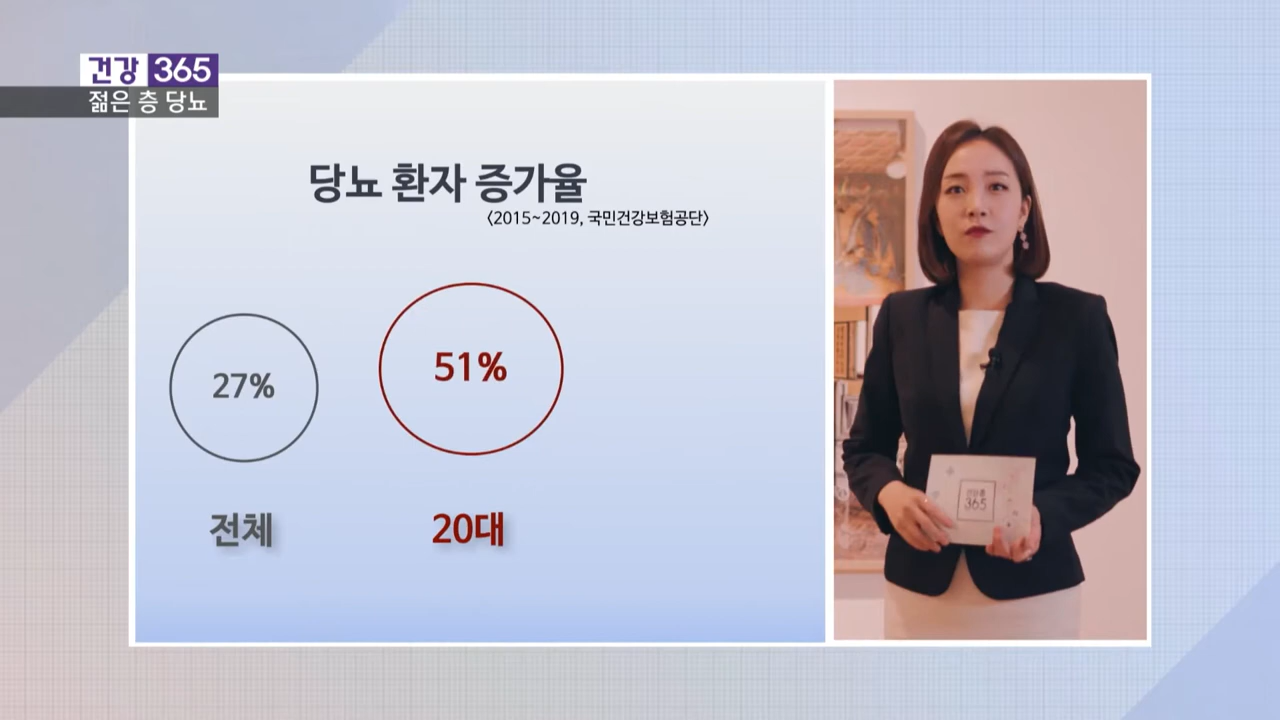 건강 365
젊은 층 당뇨
당뇨 환자 증가율
〈2015~2019, 국민건강보험공단〉
27%
51%
전체
20대
365